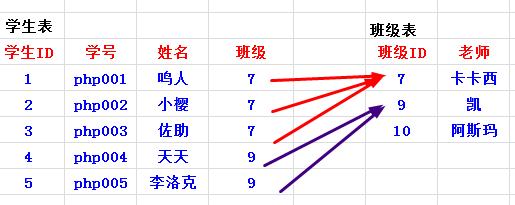 学生表 班级表
学生ID 学号 姓名 班级 班级ID 老师
1 php001 鸣人 7 7 卡卡西
2 php002 小樱 7 9 凯
3 php003 佐助 7 10 阿斯玛
4 php004 天天 9
5 php005 李洛克 9